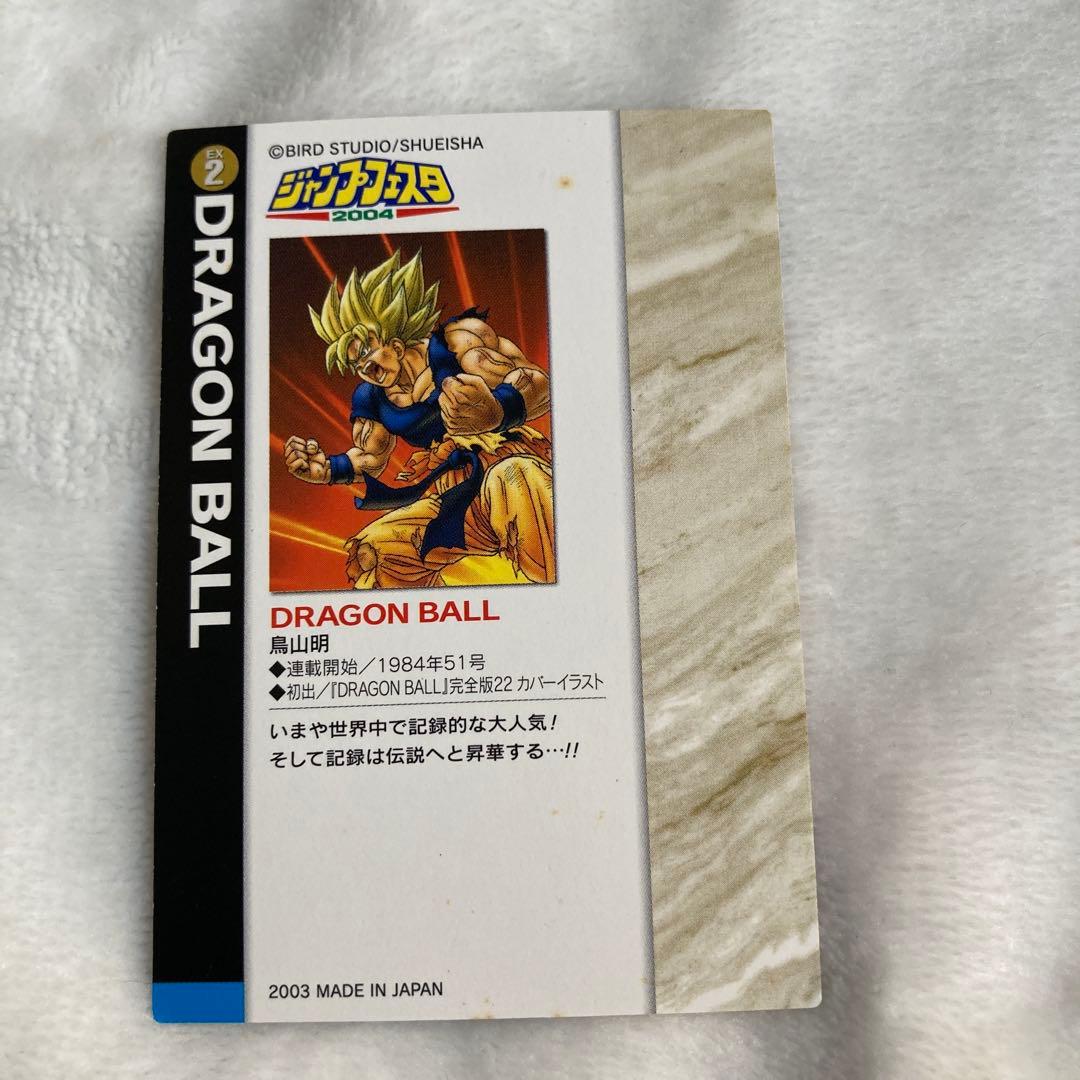 EX
2
DRAGON BALL
©BIRD STUDIO/SHUEISHA
ジャンプフェスタ
2004
DRAGON BALL
鳥山明
◆連載開始／1984年51号
◆初出／『DRAGON BALL』完全版22 カバーイラスト
いまや世界中で記録的な大人気!
そして記録は伝説へと昇華する…!!
2003 MADE IN JAPAN